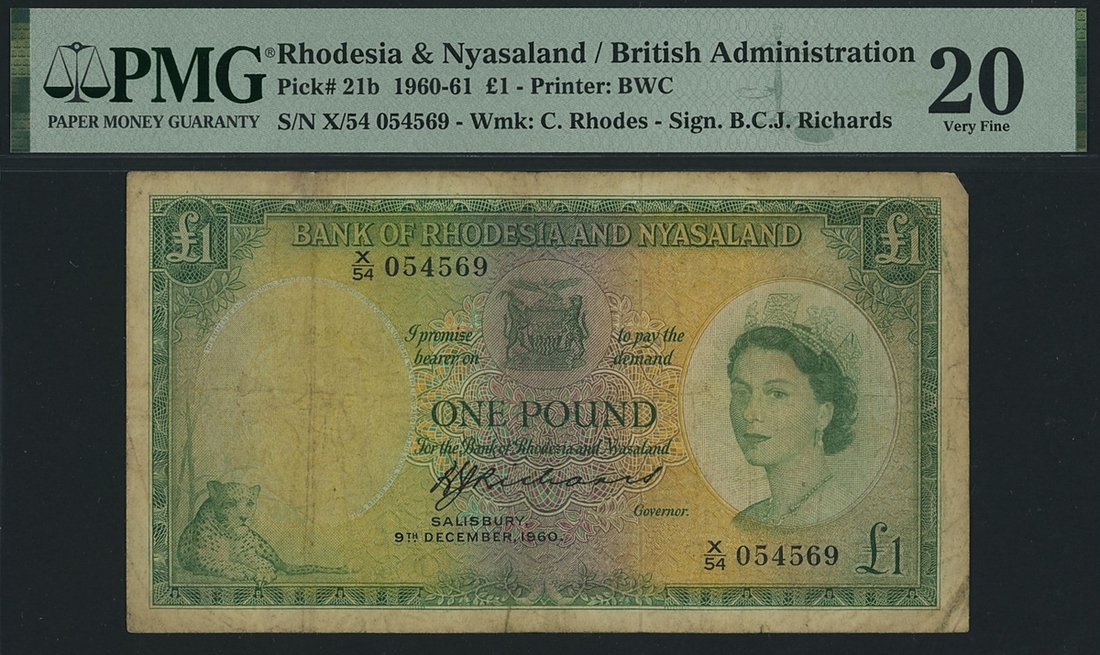 PMG®
PAPER MONEY GUARANTY
Rhodesia & Nyasaland / British Administration
Pick# 21b 1960-61 £1 - Printer: BWC
S/N X/54 054569 - Wmk: C. Rhodes - Sign. B.C.J. Richards
20
Very Fine
£1
£1
BANK OF RHODESIA AND NYASALAND
X/54 054569
I promise to pay the
bearer on demand
ONE POUND
For the Bank of Rhodesia and Nyasaland
BCJRichards
Governor.
SALISBURY,
9TH DECEMBER, 1960.
X/54 054569 £1